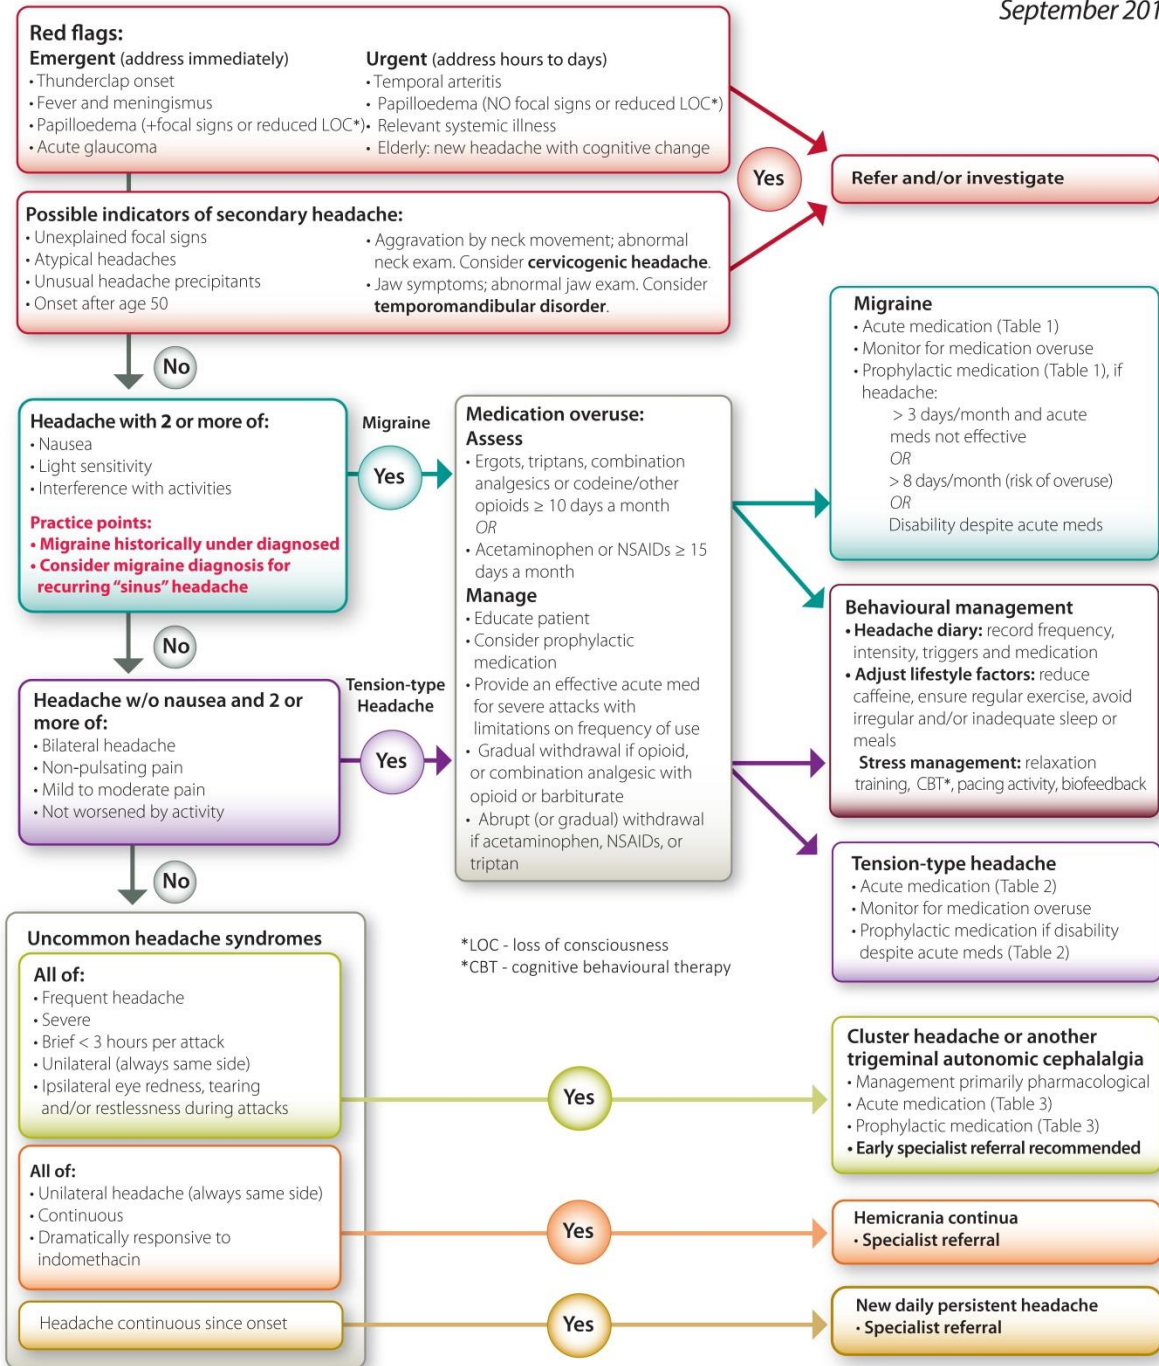 September 201
Red flags:
Emergent (address immediately)
• Thunderclap onset
• Fever and meningismus
• Papilloedema (+focal signs or reduced LOC*)
• Acute glaucoma
Urgent (address hours to days)
• Temporal arteritis
• Papilloedema (NO focal signs or reduced LOC*)
• Relevant systemic illness
• Elderly: new headache with cognitive change
Yes
Refer and/or investigate
Possible indicators of secondary headache:
• Unexplained focal signs
• Atypical headaches
• Unusual headache precipitants
• Onset after age 50
• Aggravation by neck movement; abnormal
neck exam. Consider cervicogenic headache.
• Jaw symptoms; abnormal jaw exam. Consider
temporomandibular disorder.
No
Headache with 2 or more of:
• Nausea
• Light sensitivity
• Interference with activities
Practice points:
• Migraine historically under diagnosed
• Consider migraine diagnosis for
recurring "sinus" headache
Migraine
Yes
Medication overuse:
Assess
• Ergots, triptans, combination
analgesics or codeine/other
opioids ≥ 10 days a month
OR
• Acetaminophen or NSAIDs ≥ 15
days a month
Manage
• Educate patient
• Consider prophylactic
medication
• Provide an effective acute med
for severe attacks with
limitations on frequency of use
• Gradual withdrawal if opioid,
or combination analgesic with
opioid or barbiturate
• Abrupt (or gradual) withdrawal
if acetaminophen, NSAIDs, or
triptan
Migraine
• Acute medication (Table 1)
• Monitor for medication overuse
• Prophylactic medication (Table 1), if
headache:
> 3 days/month and acute
meds not effective
OR
> 8 days/month (risk of overuse)
OR
Disability despite acute meds
Behavioural management
• Headache diary: record frequency,
intensity, triggers and medication
• Adjust lifestyle factors: reduce
caffeine, ensure regular exercise, avoid
irregular and/or inadequate sleep or
meals
Stress management: relaxation
training, CBT*, pacing activity, biofeedback
No
Headache w/o nausea and 2 or
more of:
• Bilateral headache
• Non-pulsating pain
• Mild to moderate pain
• Not worsened by activity
Tension-type
Headache
Yes
Tension-type headache
• Acute medication (Table 2)
• Monitor for medication overuse
• Prophylactic medication if disability
despite acute meds (Table 2)
No
*LOC - loss of consciousness
*CBT - cognitive behavioural therapy
Uncommon headache syndromes
All of:
• Frequent headache
• Severe
• Brief < 3 hours per attack
• Unilateral (always same side)
• Ipsilateral eye redness, tearing
and/or restlessness during attacks
Yes
Cluster headache or another
trigeminal autonomic cephalalgia
• Management primarily pharmacological
• Acute medication (Table 3)
• Prophylactic medication (Table 3)
• Early specialist referral recommended
All of:
• Unilateral headache (always same side)
• Continuous
• Dramatically responsive to
indomethacin
Yes
Hemicrania continua
• Specialist referral
Headache continuous since onset
Yes
New daily persistent headache
• Specialist referral